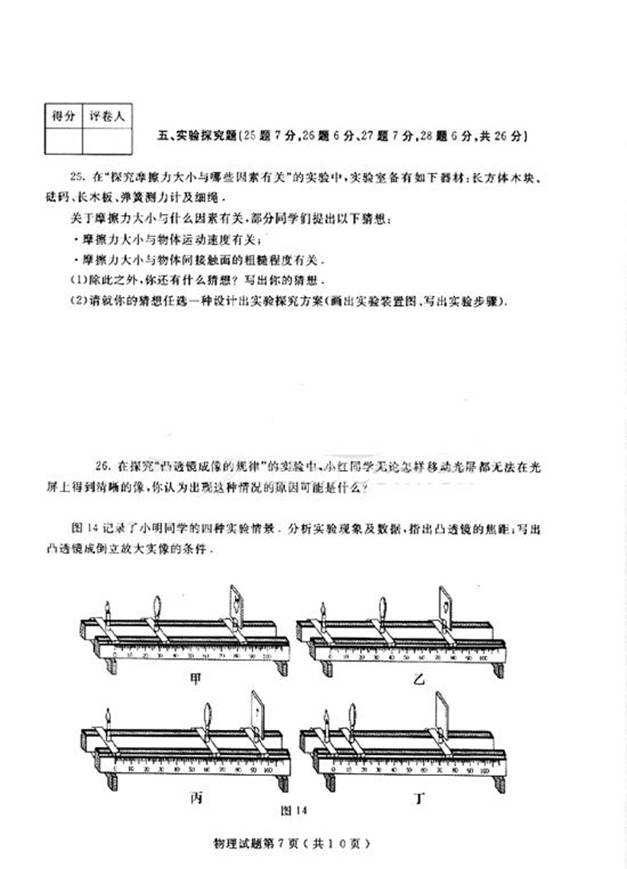 得分 评卷人
五、实验探究题(25题7分,26题6分、27题7分,28题6分,共26分)
25. 在“探究摩擦力大小与哪些因素有关”的实验中,实验室备有如下器材:长方体木块、
砝码、长木板、弹簧测力计及细绳.
关于摩擦力大小与什么因素有关,部分同学们提出以下猜想:
·摩擦力大小与物体运动速度有关;
·摩擦力大小与物体间接触面的粗糙程度有关.
(1)除此之外,你还有什么猜想? 写出你的猜想.
(2)请就你的猜想任选一种设计出实验探究方案(画出实验装置图、写出实验步骤).
26. 在探究“凸透镜成像的规律”的实验中,小红同学无论怎样移动光屏都无法在光
屏上得到清晰的像,你认为出现这种情况的原因可能是什么?
图14记录了小明同学的四种实验情景. 分析实验现象及数据,指出凸透镜的焦距;写出
凸透镜成倒立放大实像的条件.
甲
乙
丙
丁
图14
物理试题第7页(共10页)